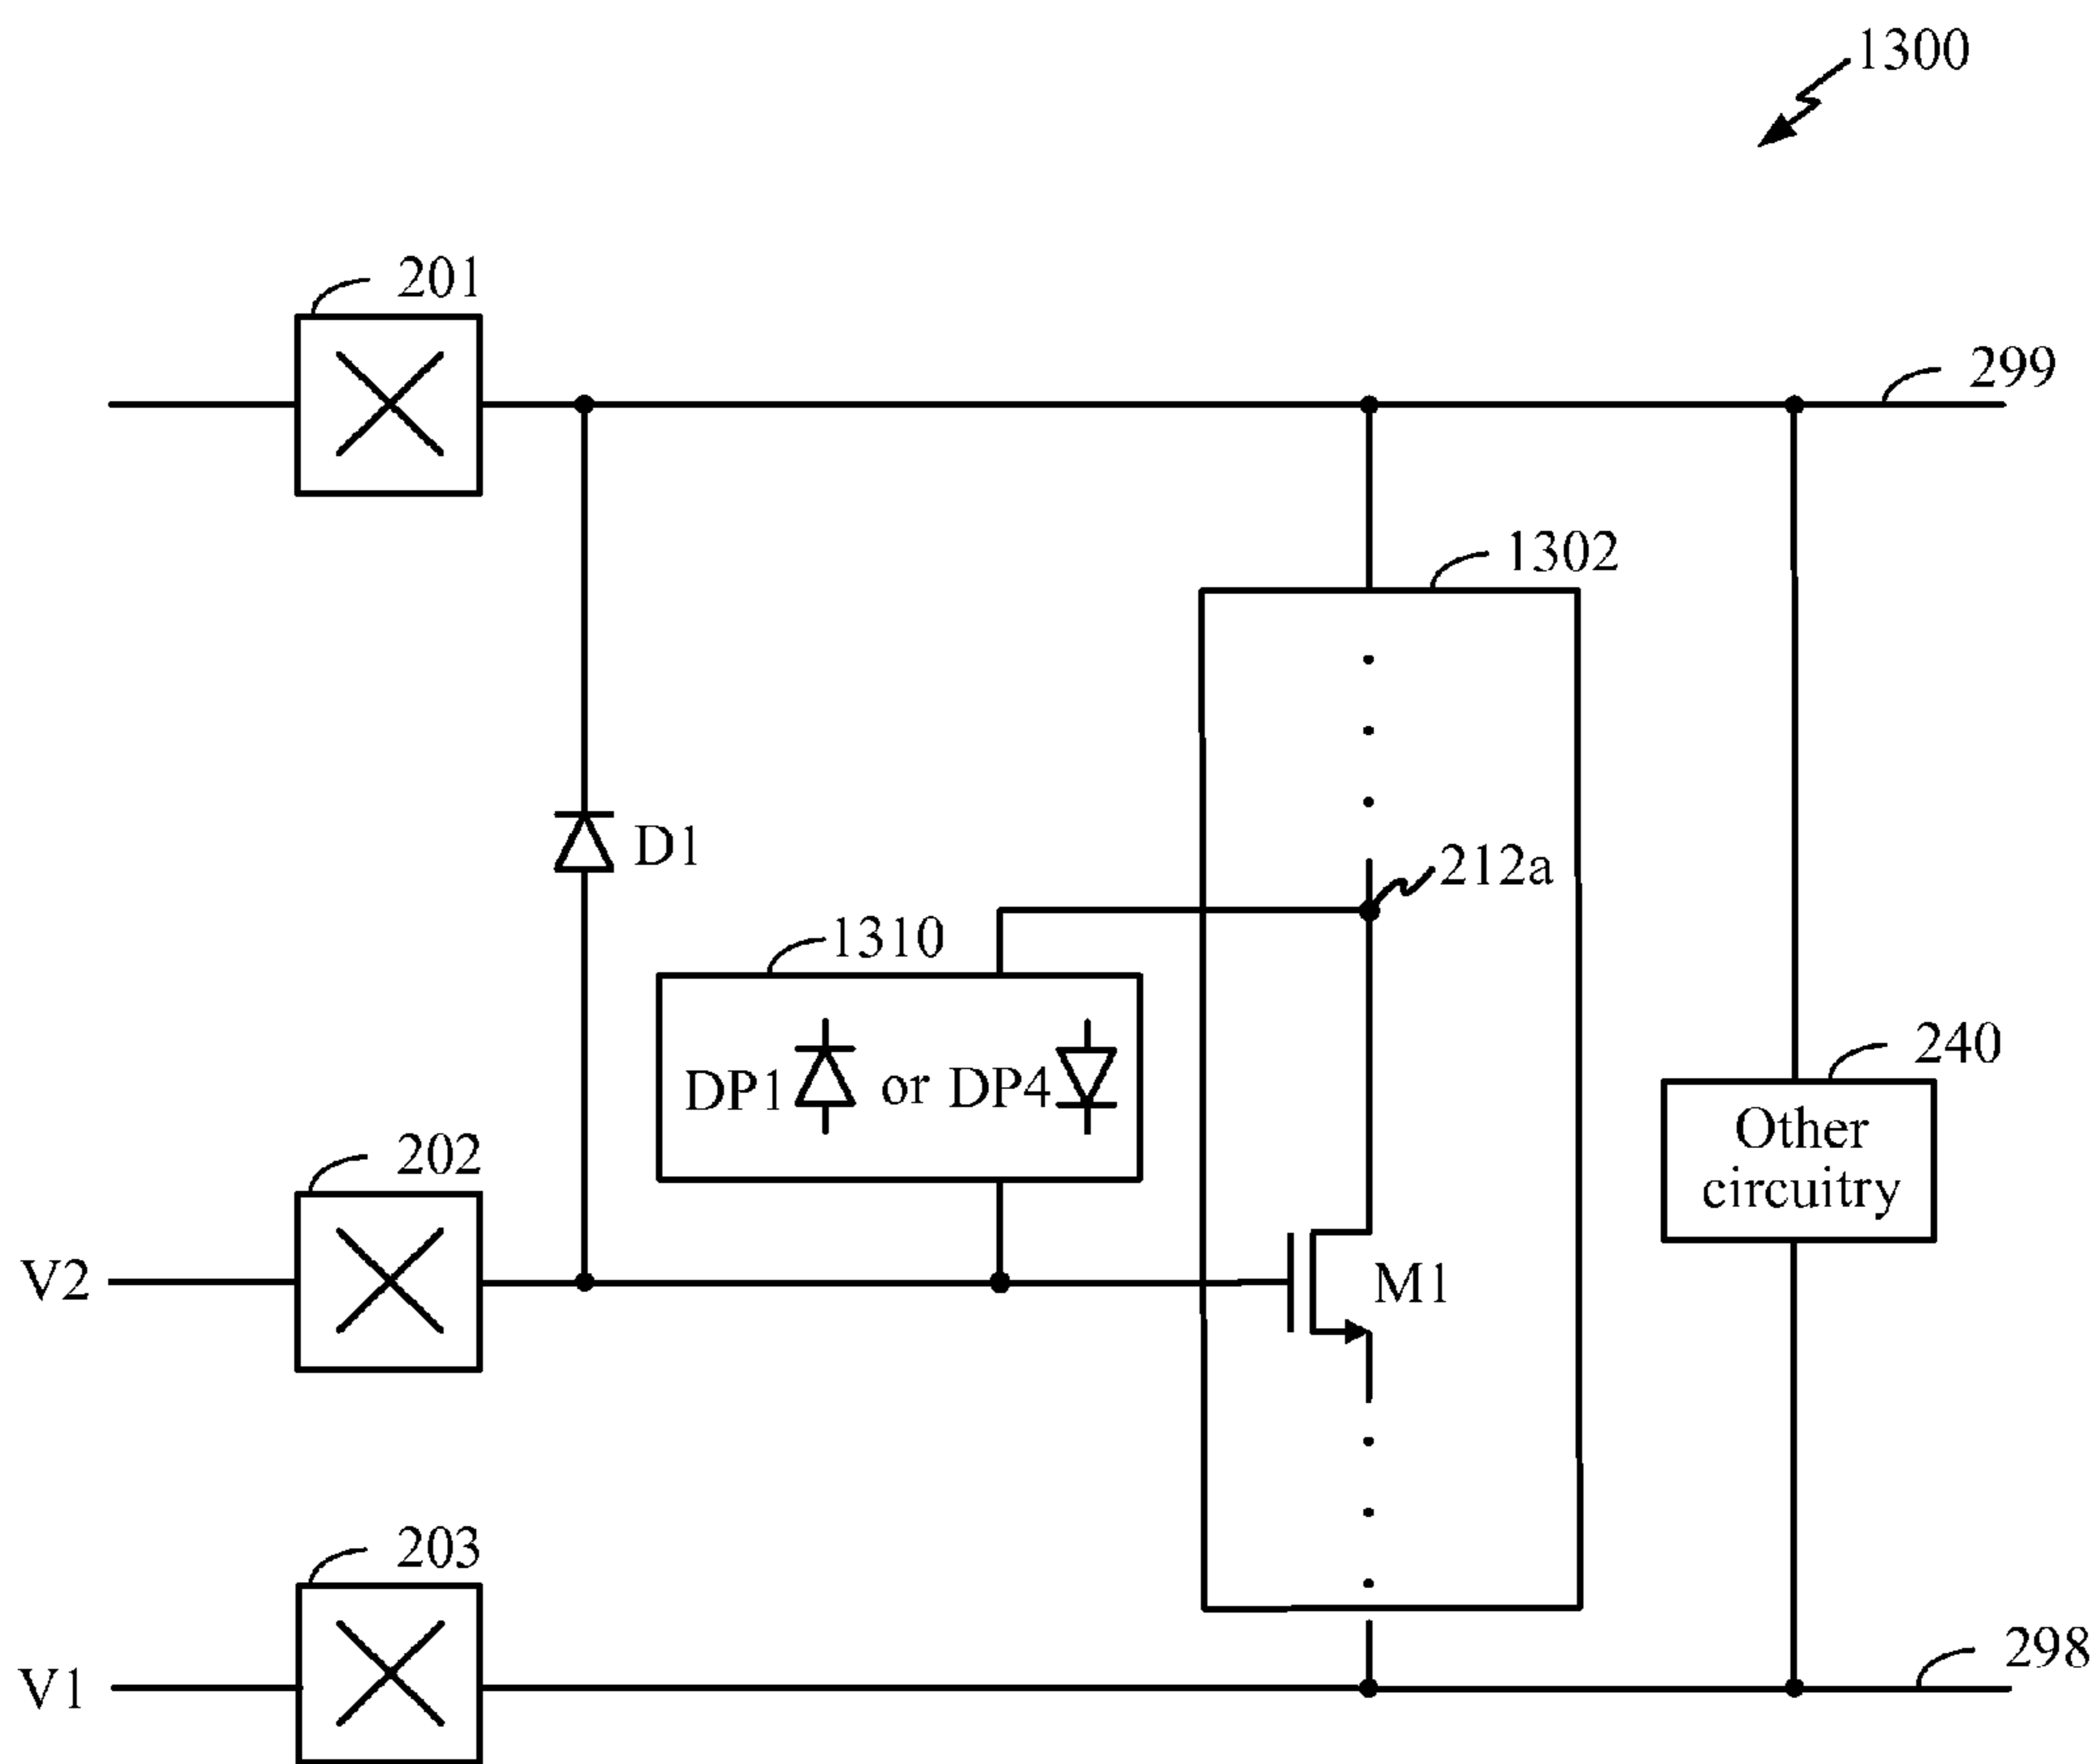 1300
201
299
1302
D1
212a
1310
DP1 or DP4
240
Other
circuitry
202
V2
M1
203
298
V1